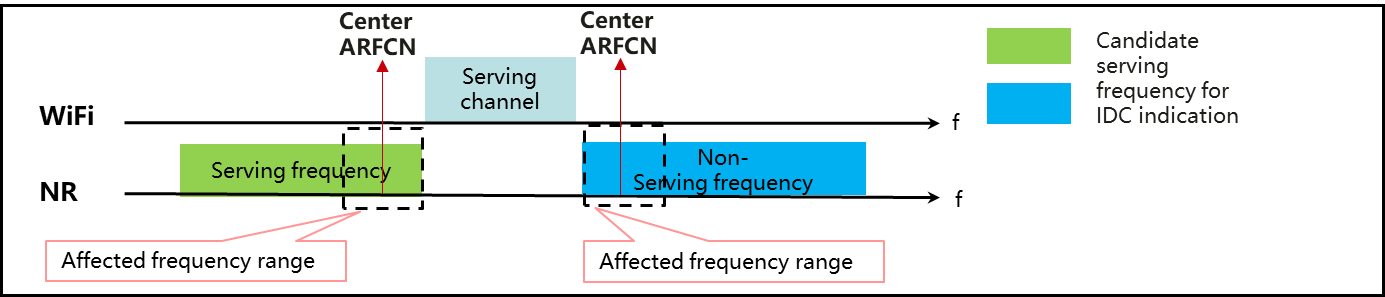 Center
ARFCN
Center
ARFCN
Serving
channel
Candidate
serving
frequency for
IDC indication
WiFi
f
Serving frequency
Non-
Serving frequency
NR
f
Affected frequency range
Affected frequency range